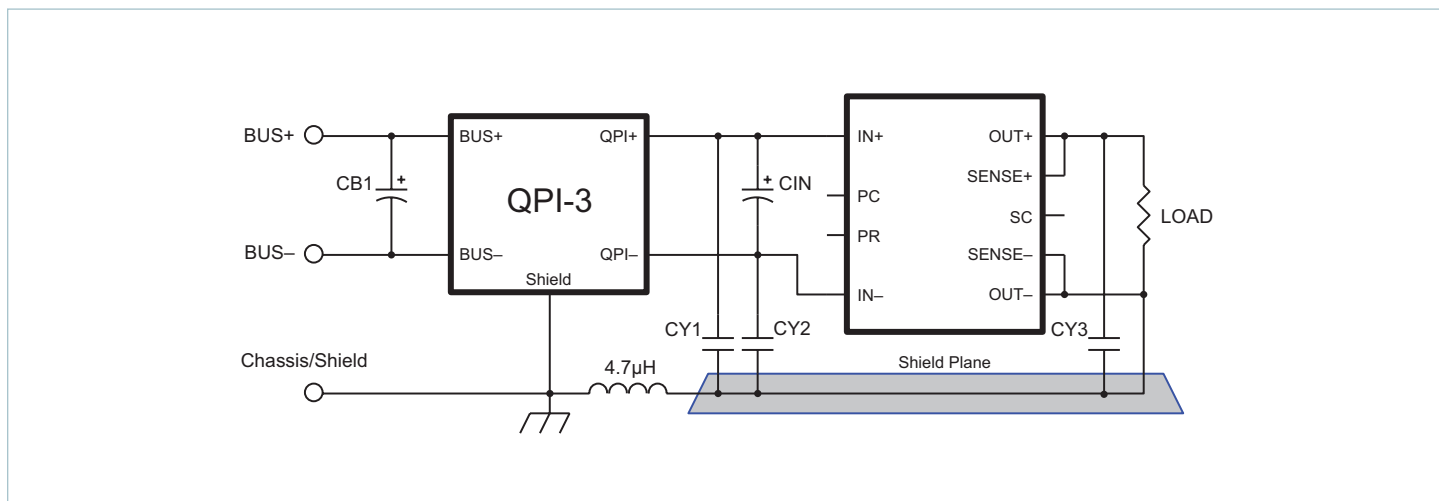 BUS+
CB1
+
BUS–
Chassis/Shield
BUS+
QPI+
QPI-3
BUS–
QPI–
Shield
4.7µH
+
CIN
CY1
CY2
IN+
OUT+
SENSE+
PC
SC
PR
SENSE–
IN–
OUT–
CY3
LOAD
Shield Plane